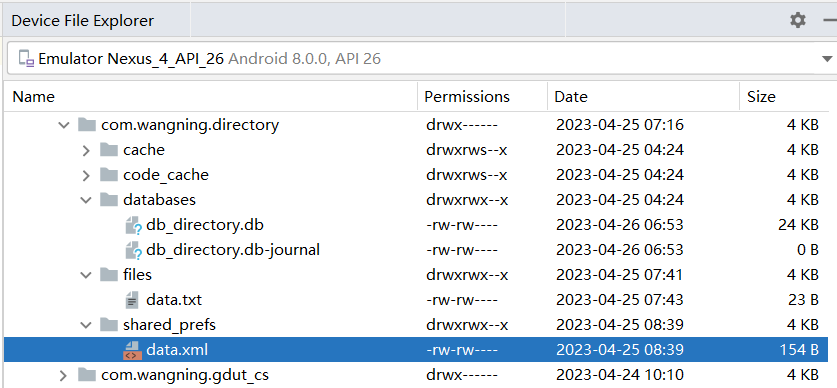 Device File Explorer
Emulator Nexus_4_API_26 Android 8.0.0, API 26
Name Permissions Date Size
com.wangning.directory drwx------ 2023-04-25 07:16 4 KB
cache drwxrws--x 2023-04-25 04:24 4 KB
code_cache drwxrws--x 2023-04-25 04:24 4 KB
databases drwxrwx--x 2023-04-25 04:24 4 KB
db_directory.db -rw-rw---- 2023-04-26 06:53 24 KB
db_directory.db-journal -rw-rw---- 2023-04-26 06:53 0 B
files drwxrwx--x 2023-04-25 07:41 4 KB
data.txt -rw-rw---- 2023-04-25 07:43 23 B
shared_prefs drwxrwx--x 2023-04-25 08:39 4 KB
data.xml -rw-rw---- 2023-04-25 08:39 154 B
com.wangning.gdut_cs drwx------ 2023-04-24 10:10 4 KB